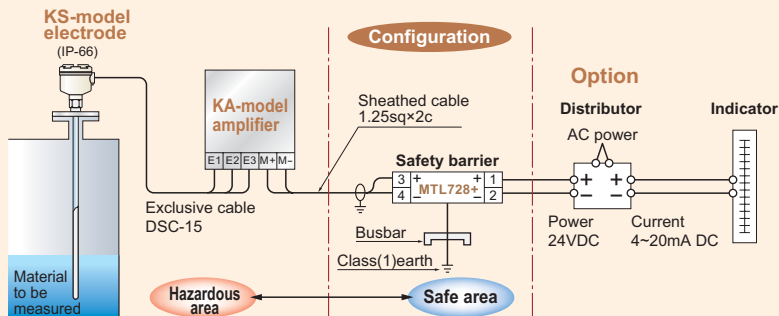 KS-model
electrode
(IP-66)
Configuration
KA-model
amplifier
E1 E2 E3 M+ M−
Sheathed cable
1.25sq×2c
Option
Distributor
Indicator
AC power
Safety barrier
3 + + 1
MTL728+
4 − − 2
+ +
− −
Exclusive cable
DSC-15
Busbar
Class(1)earth
Power
24VDC
Current
4~20mA DC
Material
to be
measured
Hazardous
area
Safe area